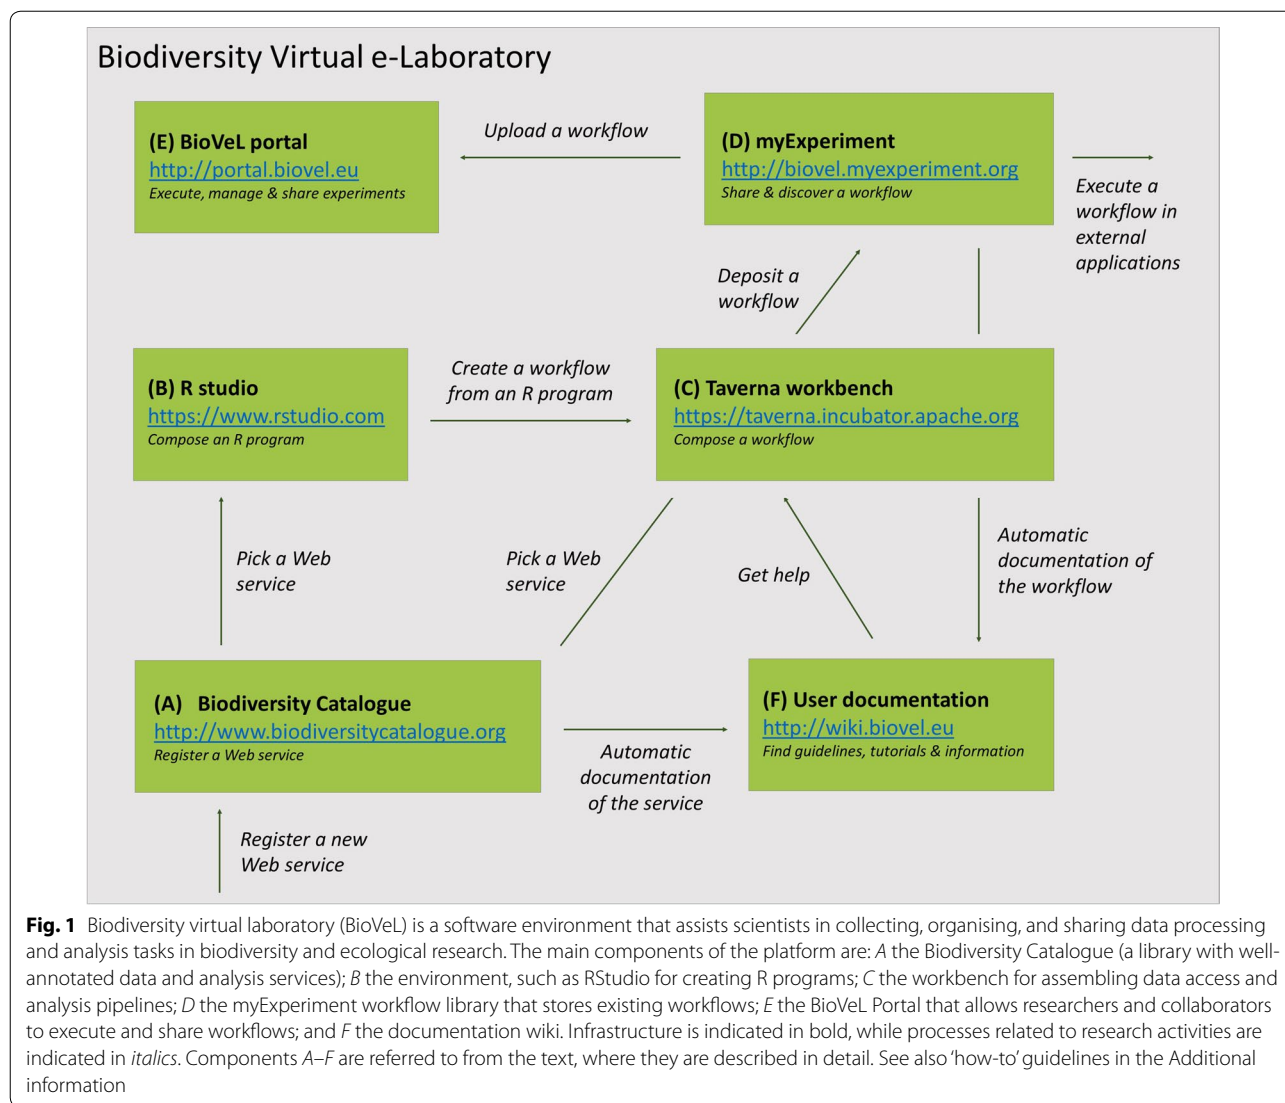 Biodiversity Virtual e-Laboratory
(E) BioVeL portal
http://portal.biovel.eu
Execute, manage & share experiments
Upload a workflow
(D) myExperiment
http://biovel.myexperiment.org
Share & discover a workflow
Execute a
workflow in
external
applications
Deposit a
workflow
(B) R studio
https://www.rstudio.com
Compose an R program
Create a workflow
from an R program
(C) Taverna workbench
https://taverna.incubator.apache.org
Compose a workflow
Pick a Web
service
Pick a Web
service
Get help
Automatic
documentation of
the workflow
(A) Biodiversity Catalogue
http://www.biodiversitycatalogue.org
Register a Web service
Automatic
documentation
of the service
(F) User documentation
http://wiki.biovel.eu
Find guidelines, tutorials & information
Register a new
Web service
Fig. 1 Biodiversity virtual laboratory (BioVeL) is a software environment that assists scientists in collecting, organising, and sharing data processing
and analysis tasks in biodiversity and ecological research. The main components of the platform are: A the Biodiversity Catalogue (a library with well-
annotated data and analysis services); B the environment, such as RStudio for creating R programs; C the workbench for assembling data access and
analysis pipelines; D the myExperiment workflow library that stores existing workflows; E the BioVeL Portal that allows researchers and collaborators
to execute and share workflows; and F the documentation wiki. Infrastructure is indicated in bold, while processes related to research activities are
indicated in italics. Components A–F are referred to from the text, where they are described in detail. See also ‘how-to’ guidelines in the Additional
information